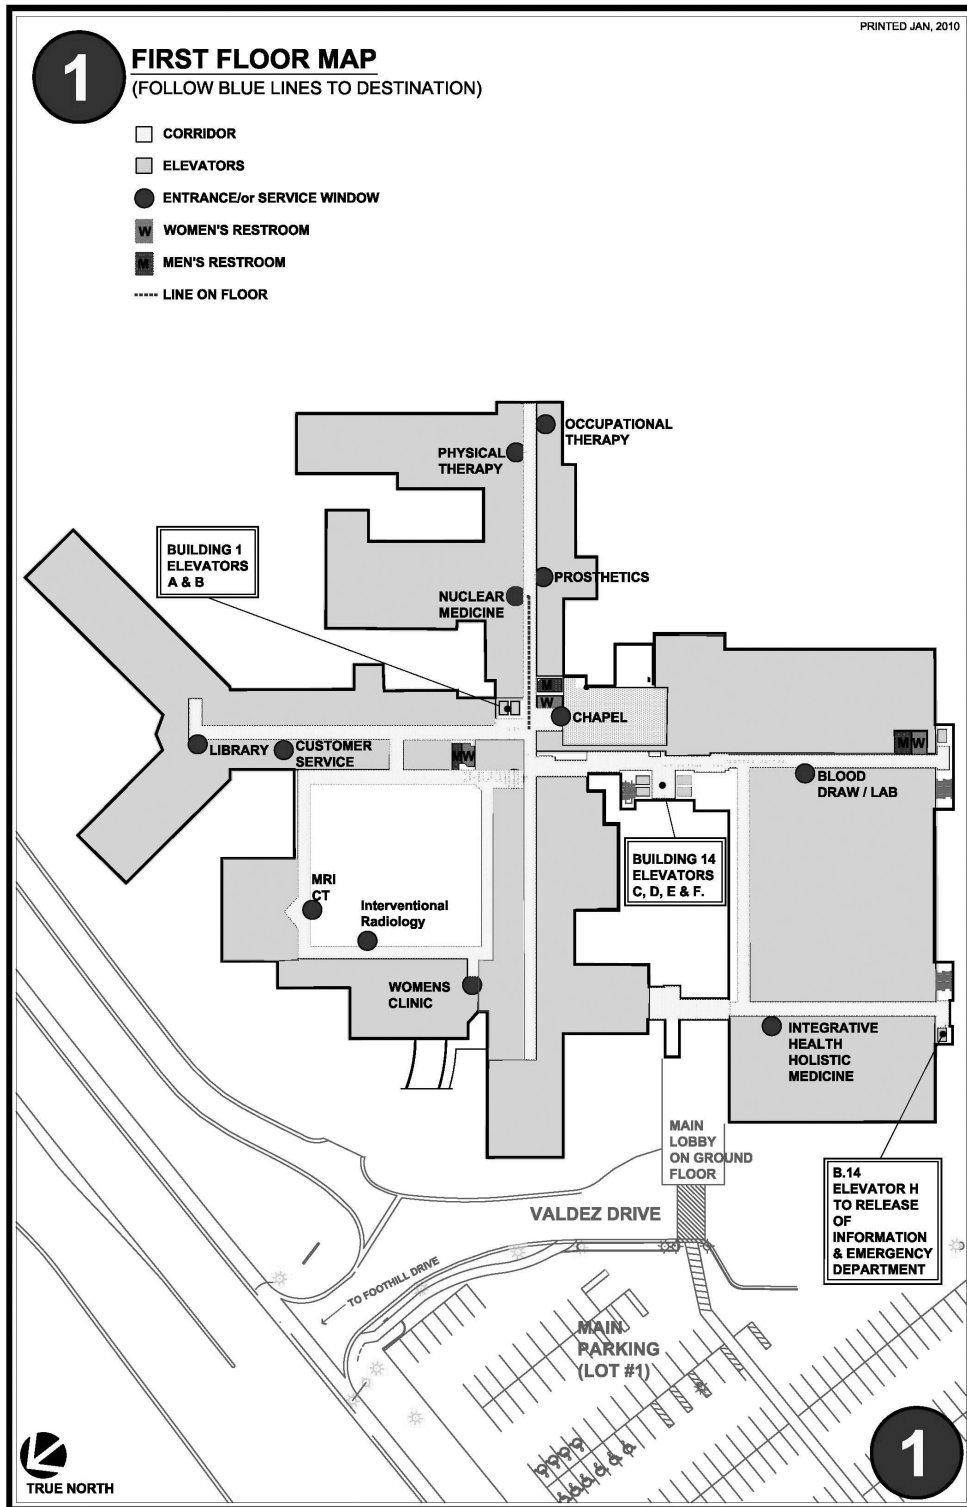 PRINTED JAN, 2010
1
FIRST FLOOR MAP
(FOLLOW BLUE LINES TO DESTINATION)
CORRIDOR
ELEVATORS
ENTRANCE/or SERVICE WINDOW
W WOMEN'S RESTROOM
M MEN'S RESTROOM
LINE ON FLOOR
OCCUPATIONAL
THERAPY
PHYSICAL
THERAPY
BUILDING 1
ELEVATORS
A & B
PROSTHETICS
NUCLEAR
MEDICINE
M
W
CHAPEL
LIBRARY
CUSTOMER
SERVICE
M W
M W
BLOOD
DRAW / LAB
BUILDING 14
ELEVATORS
C, D, E & F.
MRI
CT
Interventional
Radiology
WOMENS
CLINIC
INTEGRATIVE
HEALTH
HOLISTIC
MEDICINE
MAIN
LOBBY
ON GROUND
FLOOR
B.14
ELEVATOR H
TO RELEASE
OF
INFORMATION
& EMERGENCY
DEPARTMENT
VALDEZ DRIVE
TO FOOTHILL DRIVE
MAIN
PARKING
(LOT #1)
TRUE NORTH
1